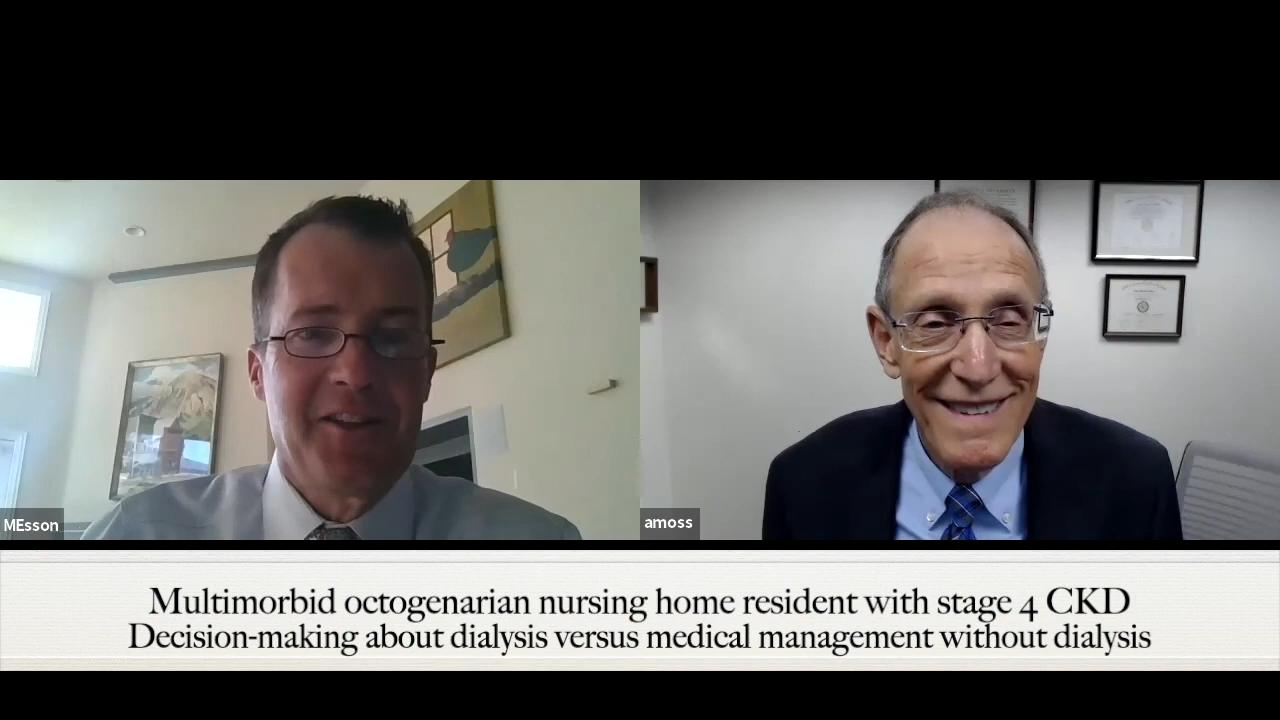 MEsson
amoss
Multimorbid octogenarian nursing home resident with stage 4 CKD
Decision-making about dialysis versus medical management without dialysis